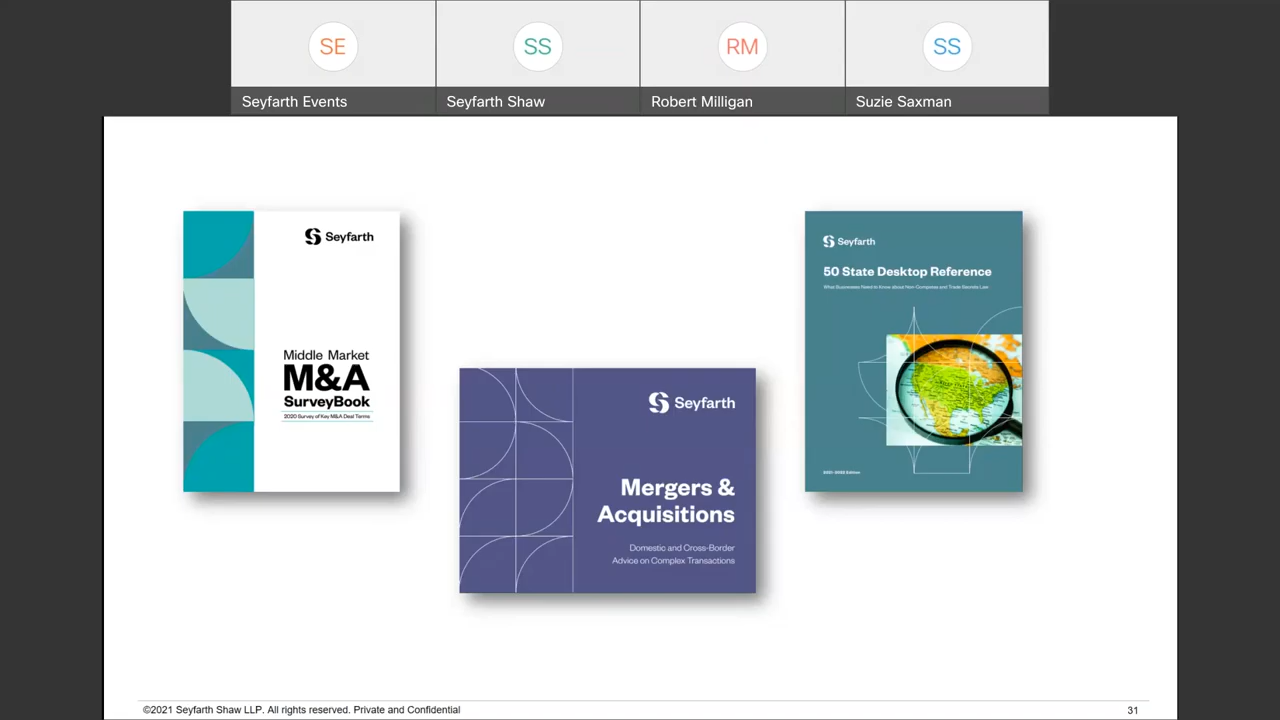 SE
SS
RM
SS
Seyfarth Events
Seyfarth Shaw
Robert Milligan
Suzie Saxman
Seyfarth
Middle Market
M&A
SurveyBook
2020 Survey of Key M&A Deal Terms
Seyfarth
Mergers &
Acquisitions
Domestic and Cross-Border
Advice on Complex Transactions
Seyfarth
50 State Desktop Reference
What Businesses Need to Know about Non-Competes and Trade Secrets Law
2021-2022 Edition
©2021 Seyfarth Shaw LLP. All rights reserved. Private and Confidential
31